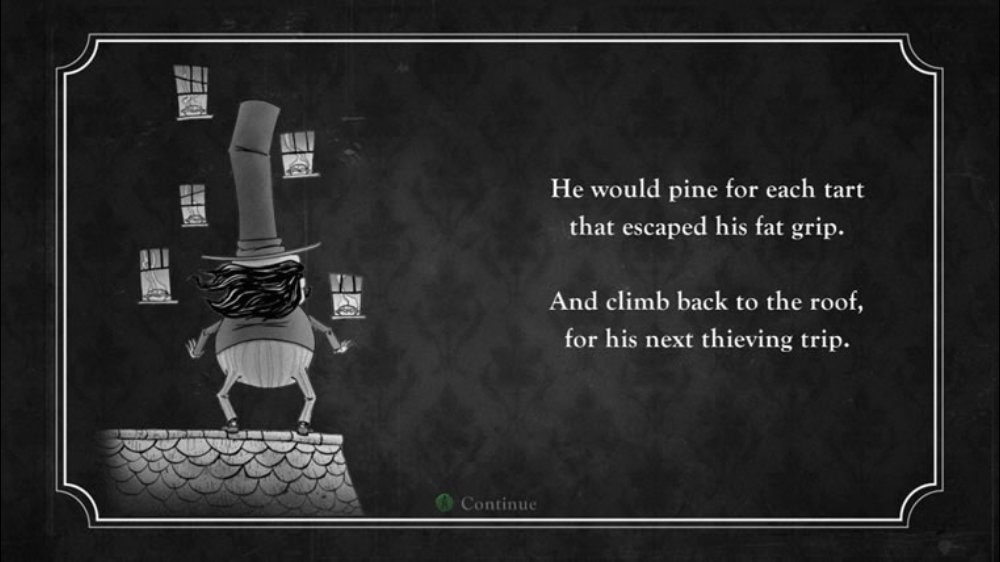 He would pine for each tart
that escaped his fat grip.
And climb back to the roof,
for his next thieving trip.
A Continue